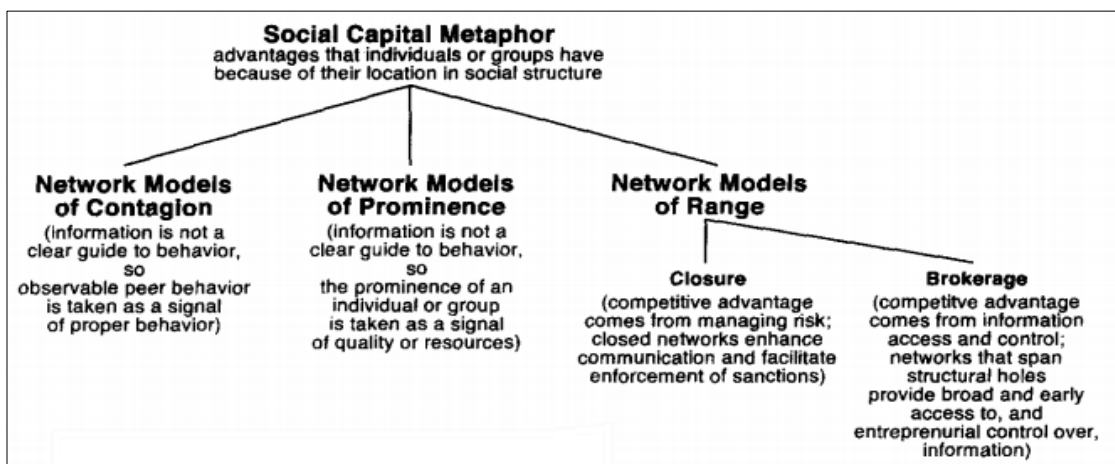 Social Capital Metaphor
advantages that individuals or groups have
because of their location in social structure
Network Models
of Contagion
(information is not a
clear guide to behavior,
so
observable peer behavior
is taken as a signal
of proper behavior)
Network Models
of Prominence
(information is not a
clear guide to behavior,
so
the prominence of an
individual or group
is taken as a signal
of quality or resources)
Network Models
of Range
Closure
(competitive advantage
comes from managing risk;
closed networks enhance
communication and facilitate
enforcement of sanctions)
Brokerage
(competitve advantage
comes from information
access and control;
networks that span
structural holes
provide broad and early
access to, and
entreprenurial control over,
information)